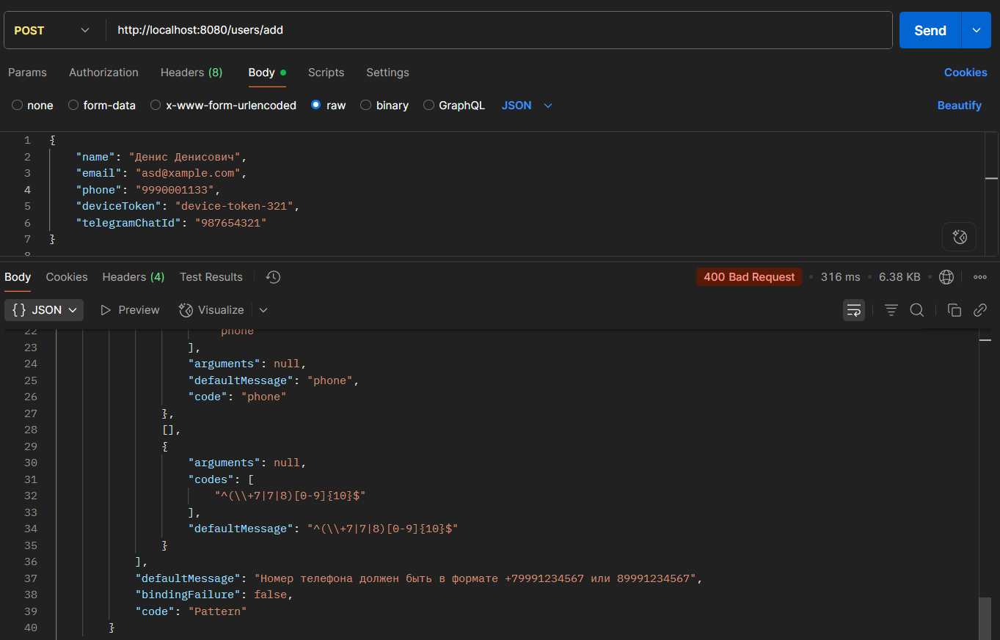 POST http://localhost:8080/users/add Send
Params Authorization Headers (8) Body Scripts Settings Cookies
none form-data x-www-form-urlencoded raw binary GraphQL JSON Beautify
1 {
2 "name": "Денис Денисович",
3 "email": "asd@xample.com",
4 "phone": "9990001133",
5 "deviceToken": "device-token-321",
6 "telegramChatId": "987654321"
7 }
8
Body Cookies Headers (4) Test Results 400 Bad Request 316 ms 6.38 KB
{} JSON Preview Visualize
22 phone
23 ],
24 "arguments": null,
25 "defaultMessage": "phone",
26 "code": "phone"
27 },
28 [],
29 {
30 "arguments": null,
31 "codes": [
32 "^(\\+7|7|8)[0-9]{10}$"
33 ],
34 "defaultMessage": "^(\\+7|7|8)[0-9]{10}$"
35 }
36 ],
37 "defaultMessage": "Номер телефона должен быть в формате +79991234567 или 89991234567",
38 "bindingFailure": false,
39 "code": "Pattern"
40 }